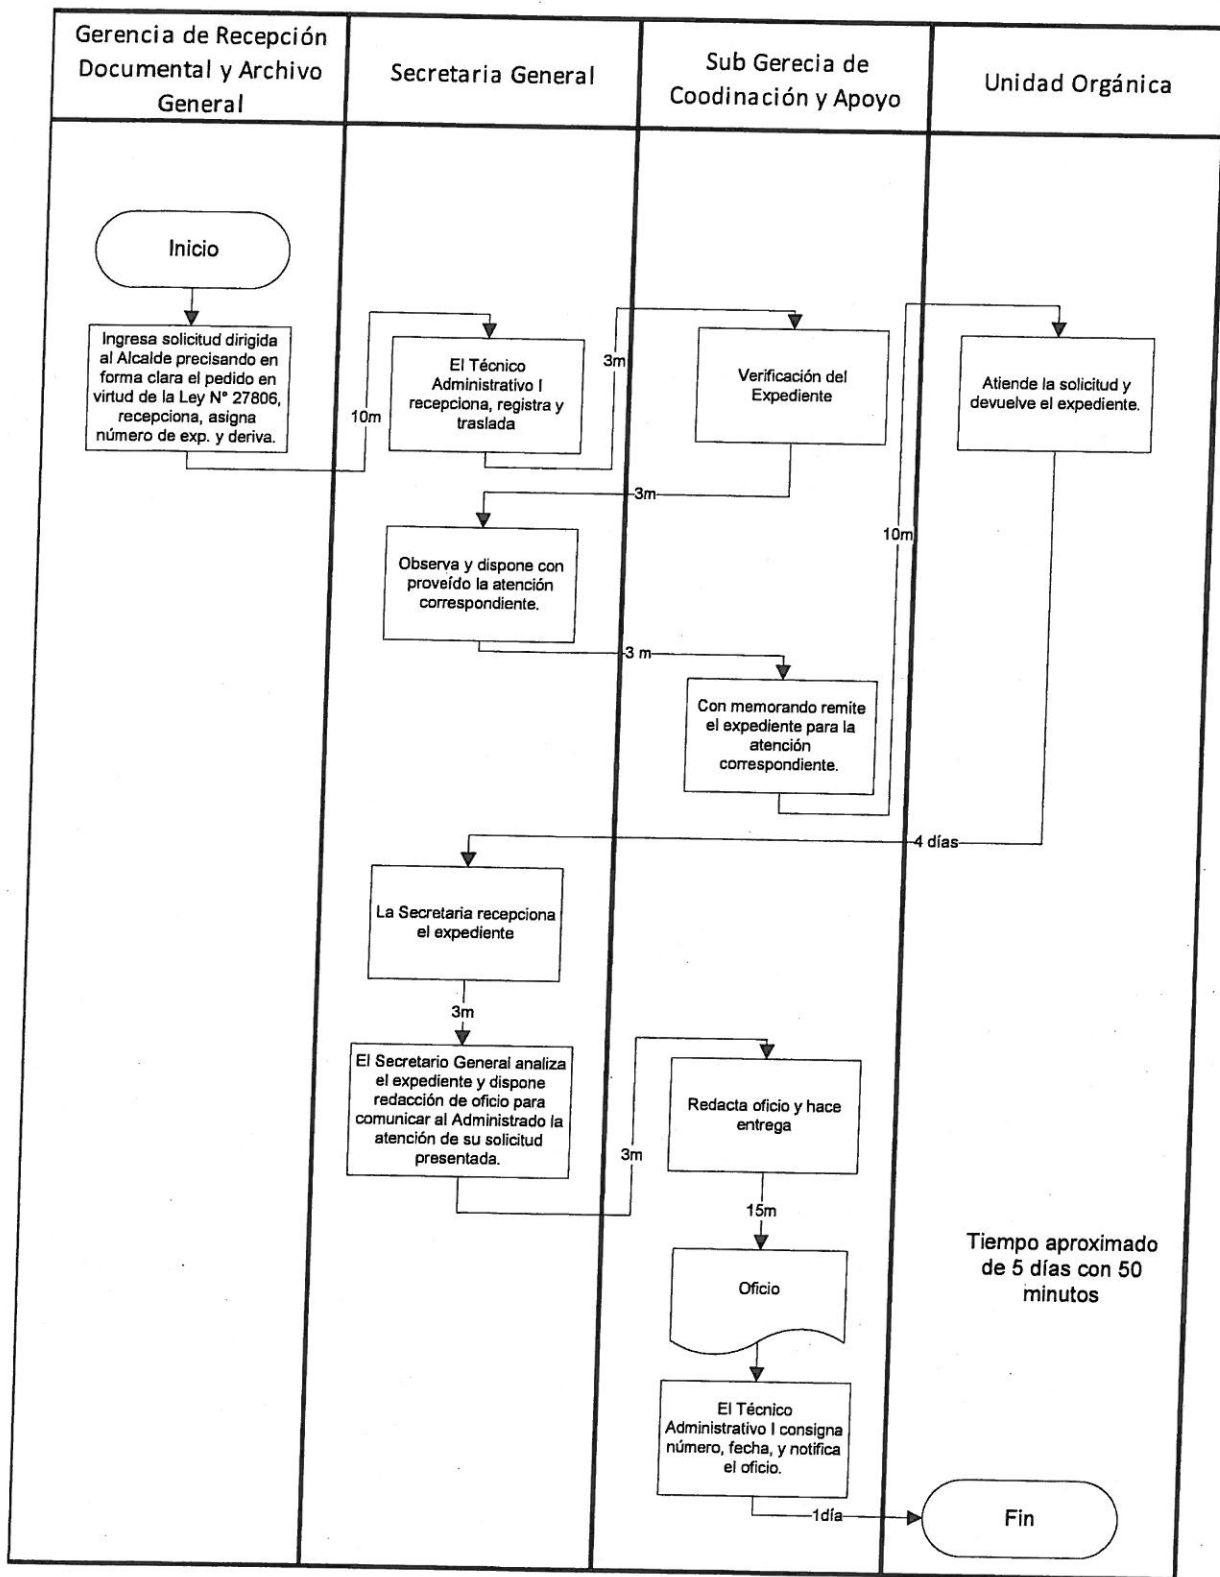 Gerencia de Recepción
Documental y Archivo
General
Secretaria General
Sub Gerecia de
Coodinación y Apoyo
Unidad Orgánica
Inicio
Ingresa solicitud dirigida
al Alcalde precisando en
forma clara el pedido en
virtud de la Ley N° 27806,
recepciona, asigna
número de exp. y deriva.
10m
El Técnico
Administrativo I
recepciona, registra y
traslada
3m
Verificación del
Expediente
3m
Observa y dispone con
proveído la atención
correspondiente.
3 m
Con memorando remite
el expediente para la
atención
correspondiente.
10m
Atiende la solicitud y
devuelve el expediente.
4 días
La Secretaria recepciona
el expediente
3m
El Secretario General analiza
el expediente y dispone
redacción de oficio para
comunicar al Administrado la
atención de su solicitud
presentada.
3m
Redacta oficio y hace
entrega
15m
Oficio
El Técnico
Administrativo I consigna
número, fecha, y notifica
el oficio.
1día
Fin
Tiempo aproximado
de 5 días con 50
minutos